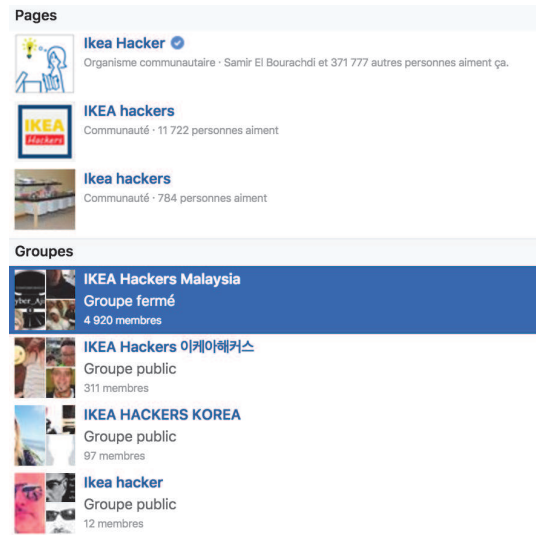 Pages
Ikea Hacker
Organisme communautaire · Samir El Bourachdi et 371 777 autres personnes aiment ça.
IKEA
Hackers
IKEA hackers
Communauté · 11 722 personnes aiment
Ikea hackers
Communauté · 784 personnes aiment
Groupes
IKEA Hackers Malaysia
Groupe fermé
4 920 membres
IKEA Hackers 이케아해커스
Groupe public
311 membres
IKEA HACKERS KOREA
Groupe public
97 membres
Ikea hacker
Groupe public
12 membres